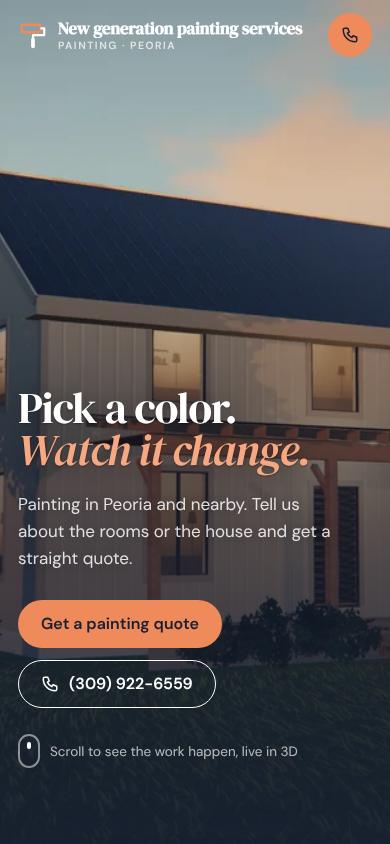 New generation painting services
PAINTING · PEORIA
Pick a color.
Watch it change.
Painting in Peoria and nearby. Tell us
about the rooms or the house and get a
straight quote.
Get a painting quote
(309) 922-6559
Scroll to see the work happen, live in 3D